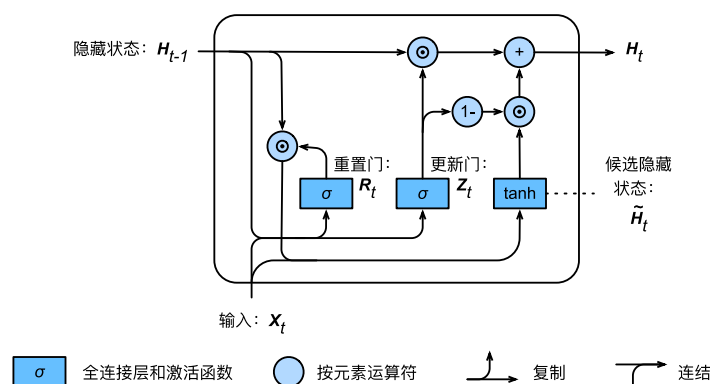 隐藏状态：H_{t-1}
H_t
+
1-
重置门：
R_t
更新门：
Z_t
候选隐藏
状态：
H̃_t
σ
σ
tanh
输入：X_t
σ 全连接层和激活函数
按元素运算符
复制
连结